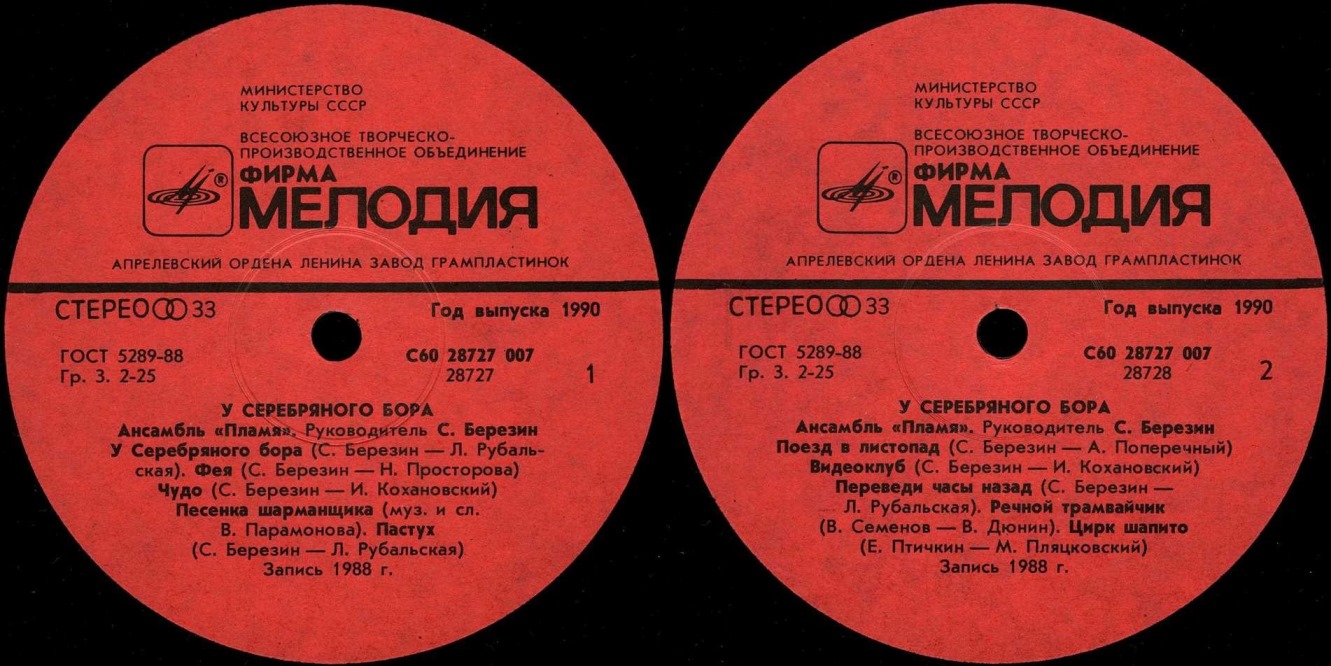 МИНИСТЕРСТВО
КУЛЬТУРЫ СССР
ВСЕСОЮЗНОЕ ТВОРЧЕСКО-
ПРОИЗВОДСТВЕННОЕ ОБЪЕДИНЕНИЕ
ФИРМА
®
МЕЛОДИЯ
АПРЕЛЕВСКИЙ ОРДЕНА ЛЕНИНА ЗАВОД ГРАМПЛАСТИНОК
СТЕРЕО 33
Год выпуска 1990
ГОСТ 5289-88
С60 28727 007
Гр. 3. 2-25
28727
1
У СЕРЕБРЯНОГО БОРА
Ансамбль «Пламя». Руководитель С. Березин
У Серебряного бора (С. Березин — Л. Рубаль-
ская). Фея (С. Березин — Н. Просторова)
Чудо (С. Березин — И. Кохановский)
Песенка шарманщика (муз. и сл.
В. Парамонова). Пастух
(С. Березин — Л. Рубальская)
Запись 1988 г.
МИНИСТЕРСТВО
КУЛЬТУРЫ СССР
ВСЕСОЮЗНОЕ ТВОРЧЕСКО-
ПРОИЗВОДСТВЕННОЕ ОБЪЕДИНЕНИЕ
ФИРМА
®
МЕЛОДИЯ
АПРЕЛЕВСКИЙ ОРДЕНА ЛЕНИНА ЗАВОД ГРАМПЛАСТИНОК
СТЕРЕО 33
Год выпуска 1990
ГОСТ 5289-88
С60 28727 007
Гр. 3. 2-25
28728
2
У СЕРЕБРЯНОГО БОРА
Ансамбль «Пламя». Руководитель С. Березин
Поезд в листопад (С. Березин — А. Поперечный)
Видеоклуб (С. Березин — И. Кохановский)
Переведи часы назад (С. Березин —
Л. Рубальская). Речной трамвайчик
(В. Семенов — В. Дюнин). Цирк шапито
(Е. Птичкин — М. Пляцковский)
Запись 1988 г.